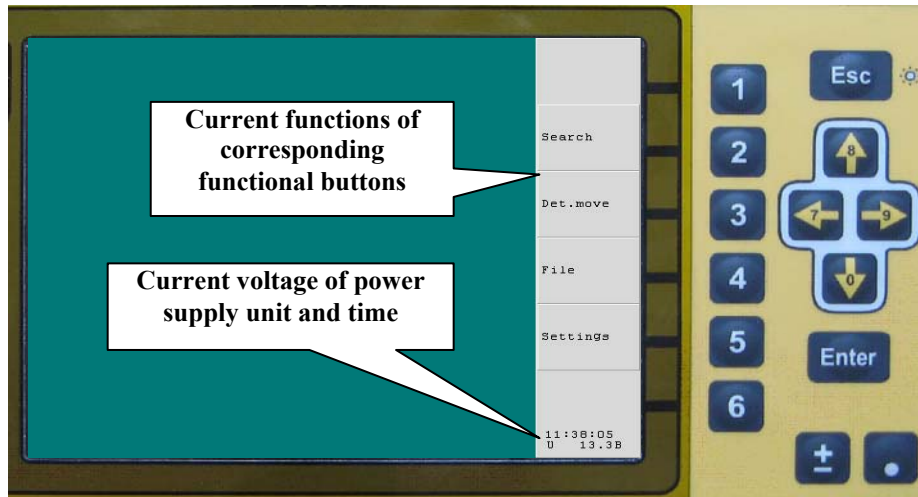 Current functions of
corresponding
functional buttons
Current voltage of power
supply unit and time
Search
Det.move
File
Settings
11:38:05
U 13.3B
1
2
3
4
5
6
Esc
8
7
9
0
Enter
±
.